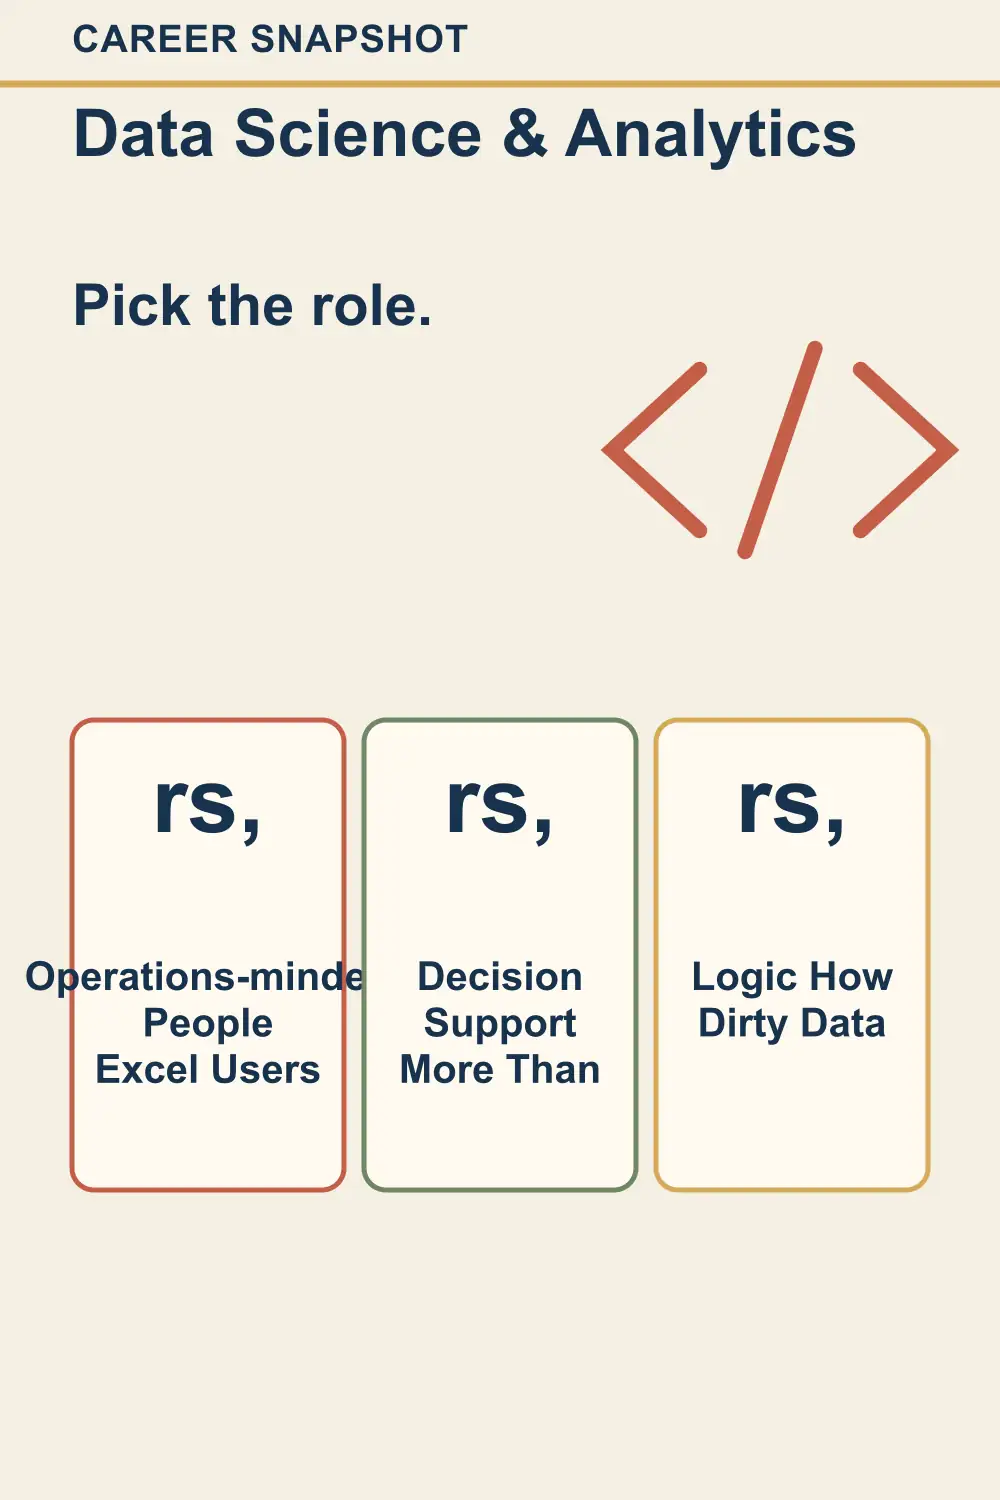 CAREER SNAPSHOT
Data Science & Analytics
Pick the role.
</>
rs,
Operations-minde
People
Excel Users
rs,
Decision
Support
More Than
rs,
Logic How
Dirty Data